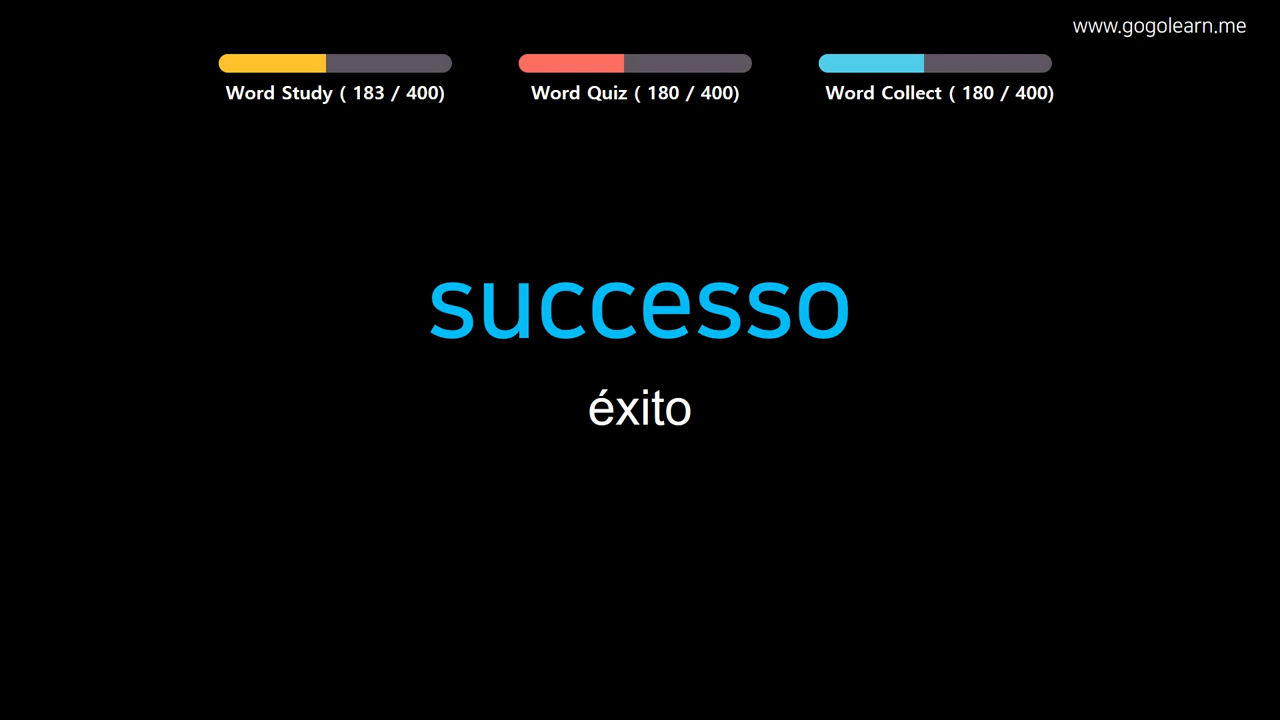 www.gogolearn.me
Word Study ( 183 / 400)
Word Quiz ( 180 / 400)
Word Collect ( 180 / 400)
successo
éxito